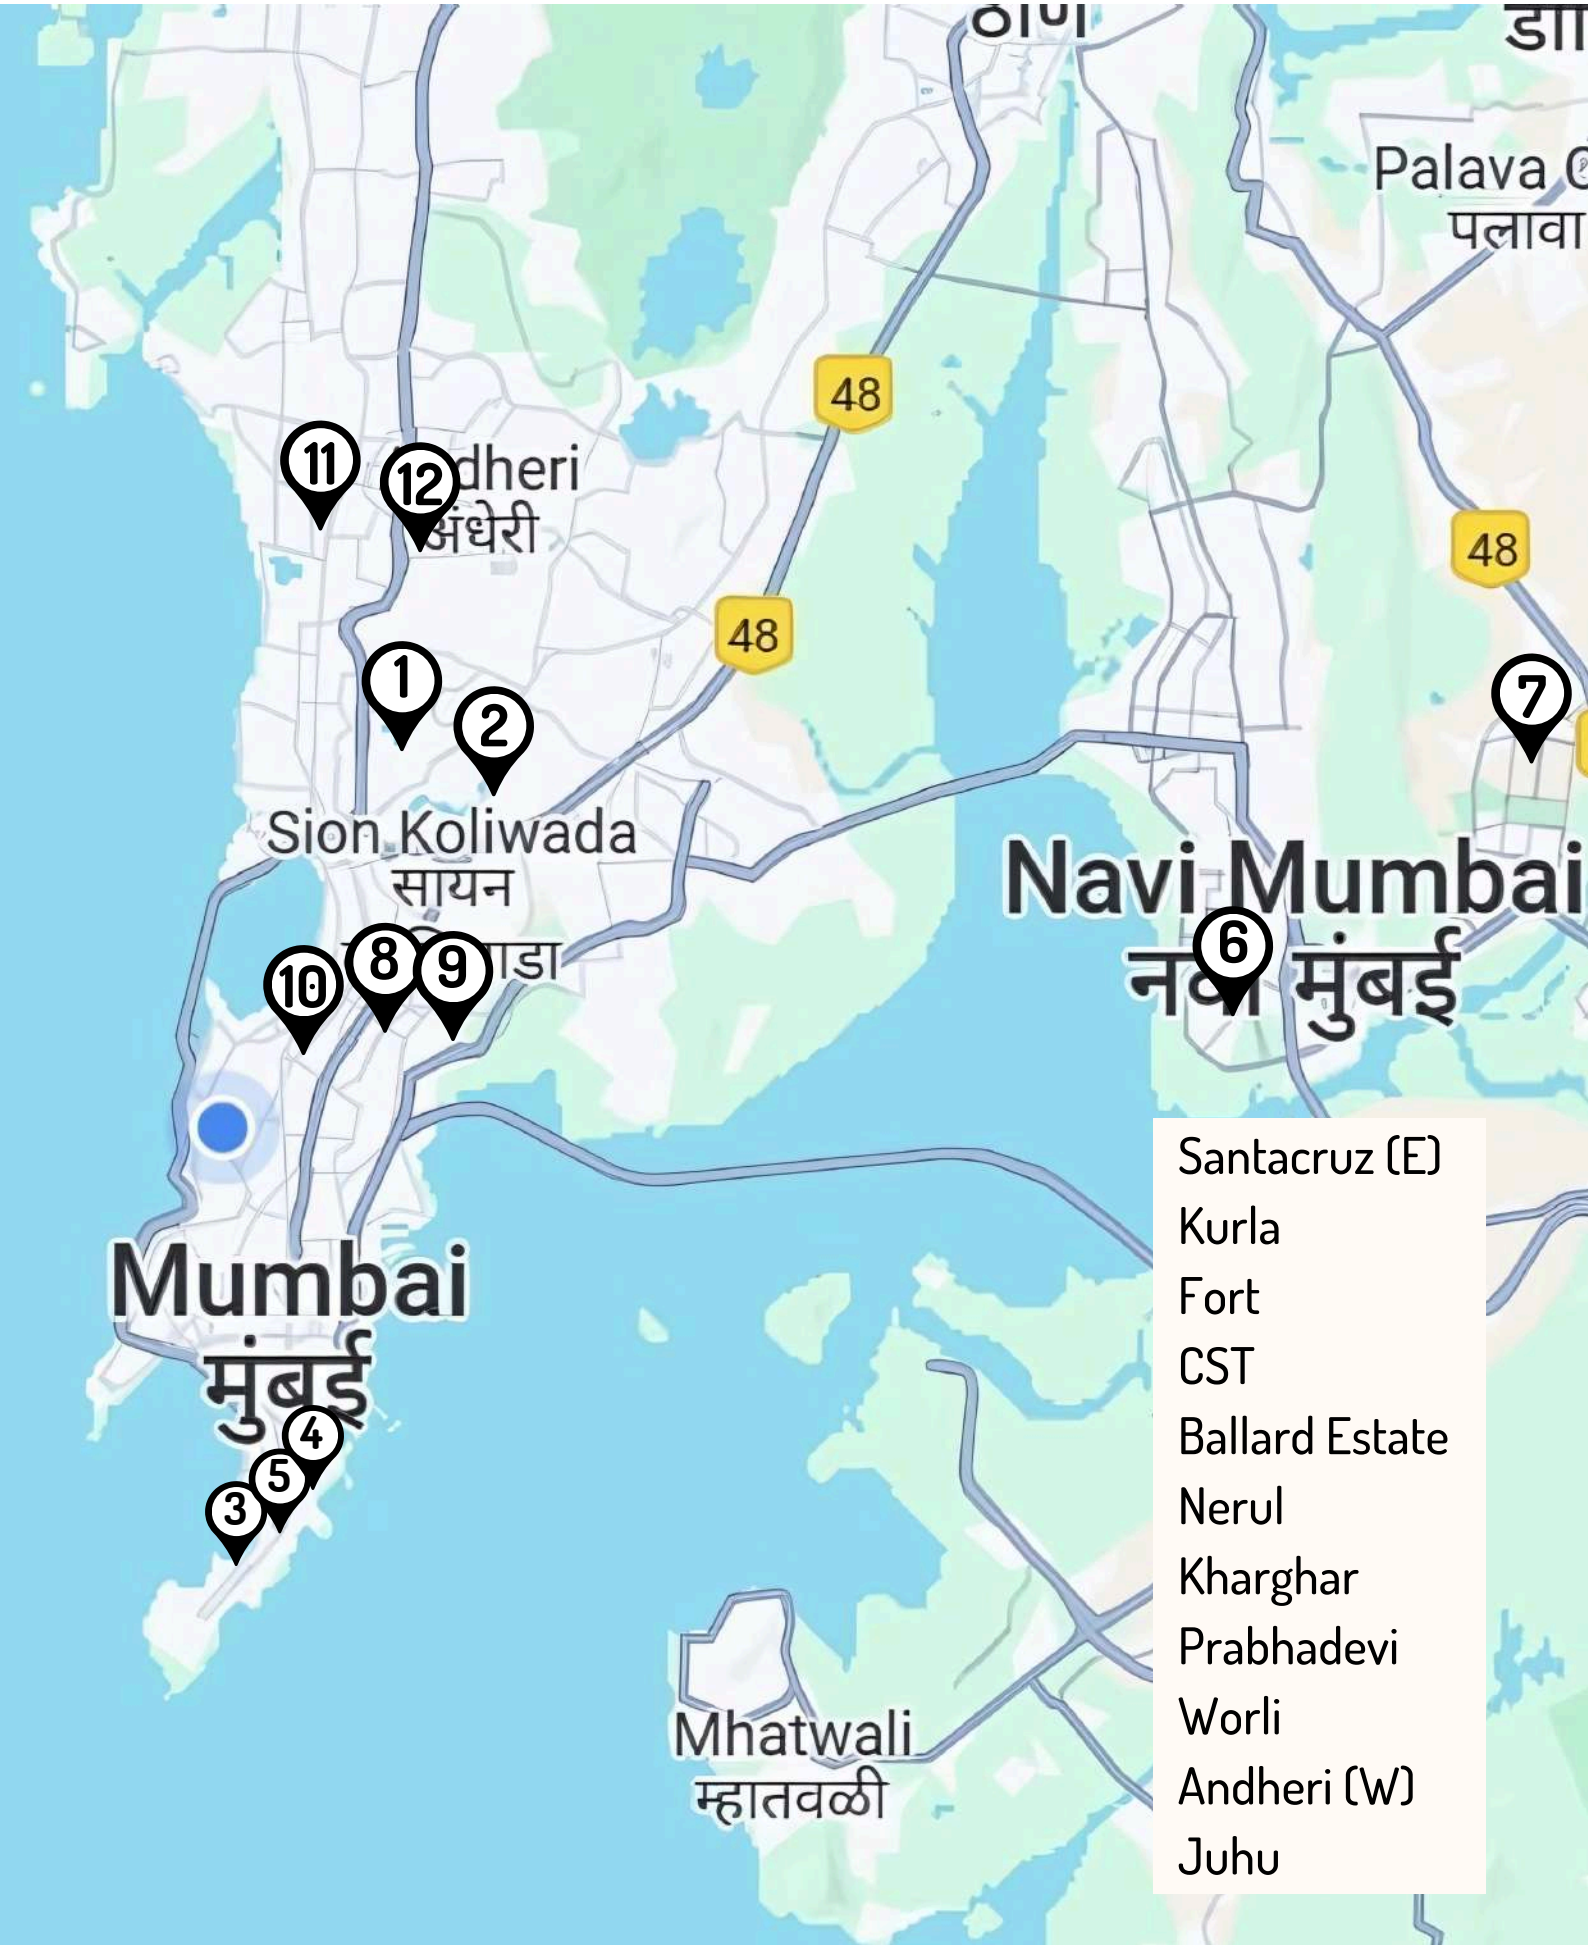 ठाणे
Palava
पलावा
48
11
12
dheri
अंधेरी
48
48
1
7
2
Sion Koliwada
सायन
Navi Mumbai
नवी मुंबई
6
10
8
9
Santacruz (E)
Kurla
Fort
CST
Ballard Estate
Nerul
Kharghar
Prabhadevi
Worli
Andheri (W)
Juhu
Mumbai
मुंबई
4
5
3
Mhatwali
म्हातवळी